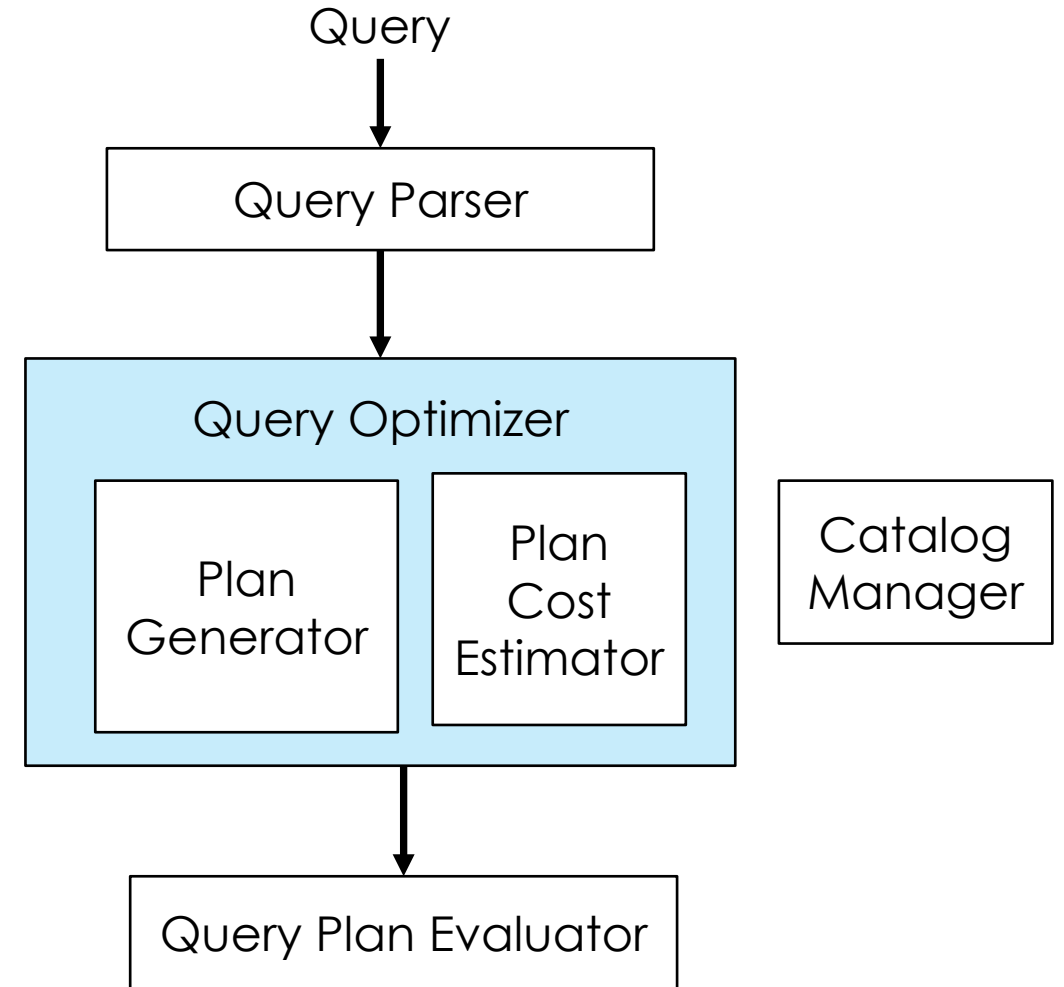 Query
Query Parser
Query Optimizer
Plan
Generator
Plan
Cost
Estimator
Catalog
Manager
Query Plan Evaluator